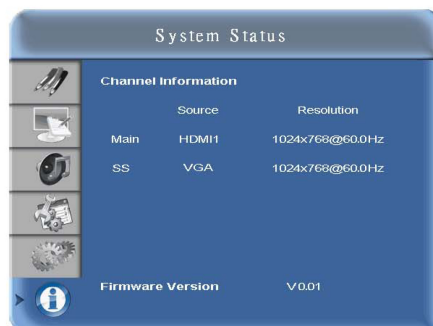 System Status
Channel Information
Source Resolution
Main HDMI1 1024x768@60.0Hz
SS VGA 1024x768@60.0Hz
Firmware Version V0.01